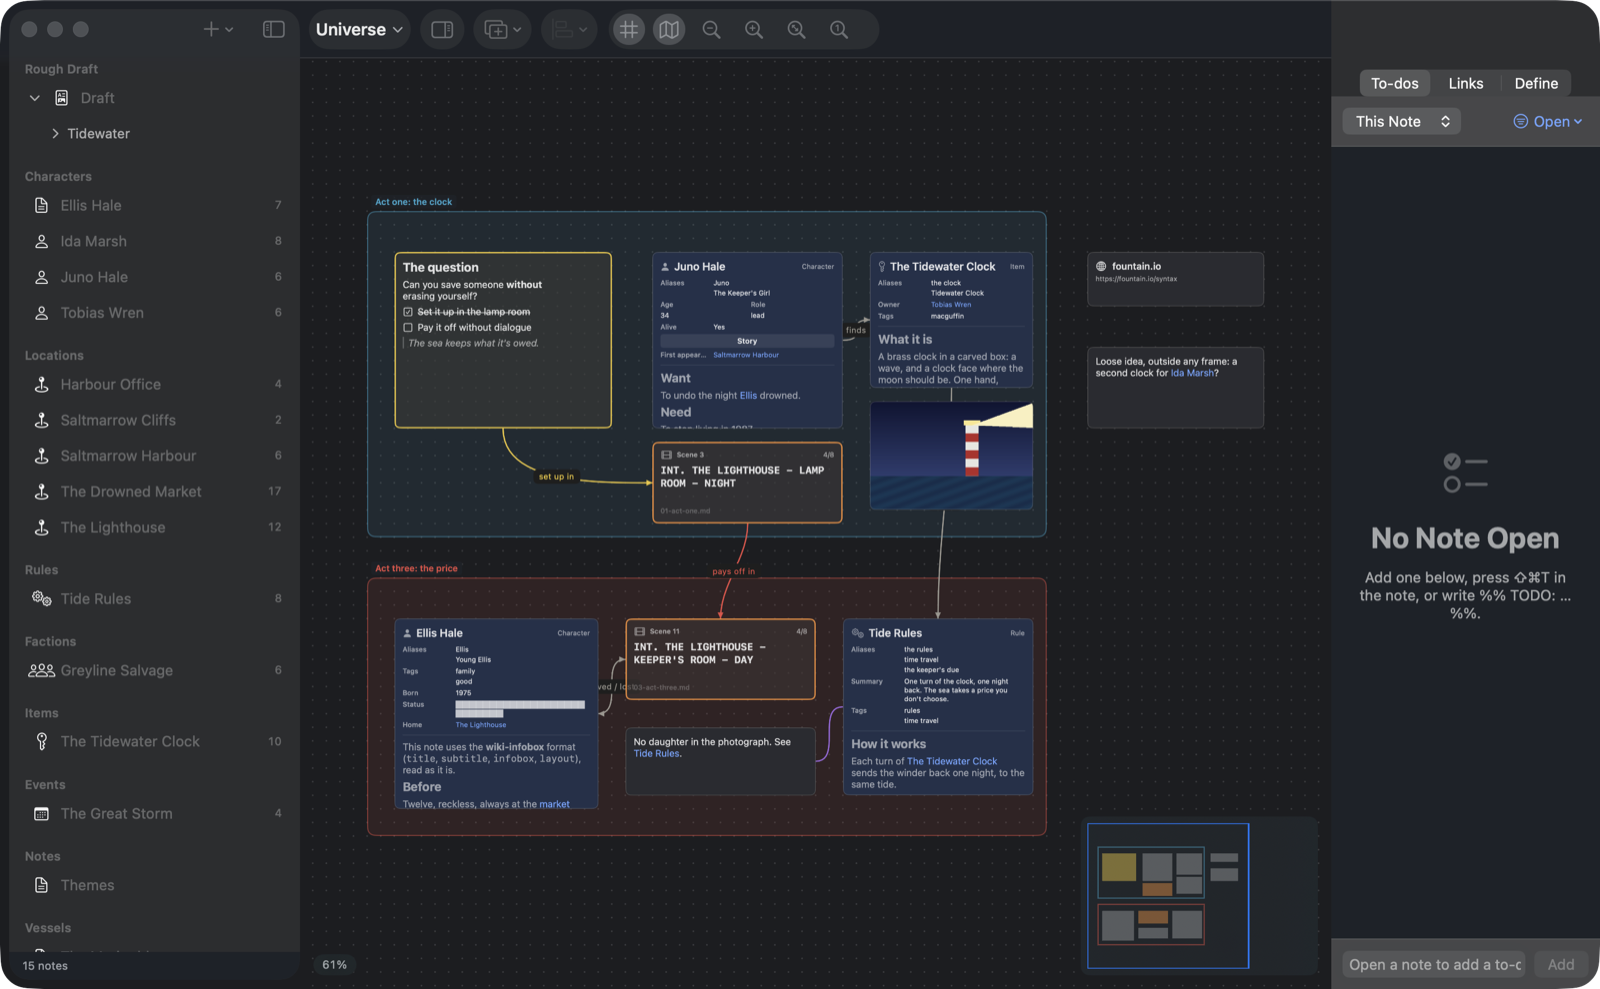 Universe
To-dos
Links
Define
This Note
Open
Rough Draft
Draft
Tidewater
Characters
Ellis Hale 7
Ida Marsh 8
Juno Hale 6
Tobias Wren 6
Locations
Harbour Office 4
Saltmarrow Cliffs 2
Saltmarrow Harbour 6
The Drowned Market 17
The Lighthouse 12
Rules
Tide Rules 8
Factions
Greyline Salvage 6
Items
The Tidewater Clock 10
Events
The Great Storm 4
Notes
Themes
Vessels
15 notes
Act one: the clock
The question
Can you save someone without
erasing yourself?
Set it up in the lamp room
Pay it off without dialogue
The sea keeps what it's owed.
set up in
Juno Hale Character
Aliases Juno
The Keeper's Girl
Age Role
34 lead
Alive Yes
Story
First appear... Saltmarrow Harbour
Want
To undo the night Ellis drowned.
Need
finds
The Tidewater Clock Item
Aliases the clock
Tidewater Clock
Owner Tobias Wren
Tags macguffin
What it is
A brass clock in a carved box: a
wave, and a clock face where the
moon should be. One hand,
Scene 3 4/8
INT. THE LIGHTHOUSE – LAMP
ROOM – NIGHT
01-act-one.md
fountain.io
https://fountain.io/syntax
Loose idea, outside any frame: a
second clock for Ida Marsh?
pays off in
Act three: the price
Ellis Hale Character
Aliases Ellis
Young Ellis
Tags family
good
Born 1975
Status
Home The Lighthouse
This note uses the wiki-infobox format
(title, subtitle, infobox, layout),
read as it is.
Before
Twelve, reckless, always at the market
Scene 11 4/8
INT. THE LIGHTHOUSE –
KEEPER'S ROOM – DAY
03-act-three.md
No daughter in the photograph. See
Tide Rules.
Tide Rules Rule
Aliases the rules
time travel
the keeper's due
Summary One turn of the clock, one night
back. The sea takes a price you
don't choose.
Tags rules
time travel
How it works
Each turn of The Tidewater Clock
sends the winder back one night, to the
same tide.
61%
No Note Open
Add one below, press ⇧⌘T in
the note, or write %% TODO: ...
%%.
Open a note to add a to-c
Add